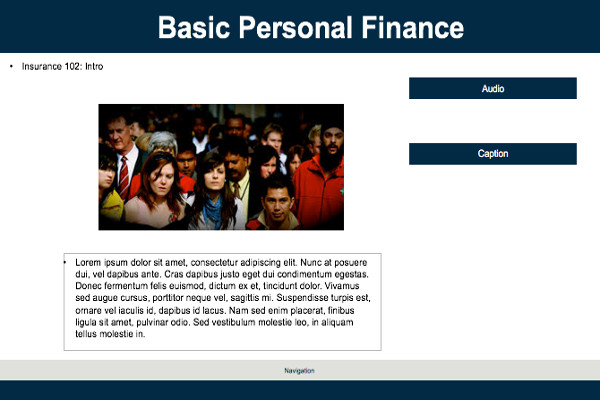 Basic Personal Finance
• Insurance 102: Intro
Audio
Caption
• Lorem ipsum dolor sit amet, consectetur adipiscing elit. Nunc at posuere
dui, vel dapibus ante. Cras dapibus justo eget dui condimentum egestas.
Donec fermentum felis euismod, dictum ex et, tincidunt dolor. Vivamus
sed augue cursus, porttitor neque vel, sagittis mi. Suspendisse turpis est,
ornare vel iaculis id, dapibus id lacus. Nam sed enim placerat, finibus
ligula sit amet, pulvinar odio. Sed vestibulum molestie leo, in aliquam
tellus molestie in.
Navigation